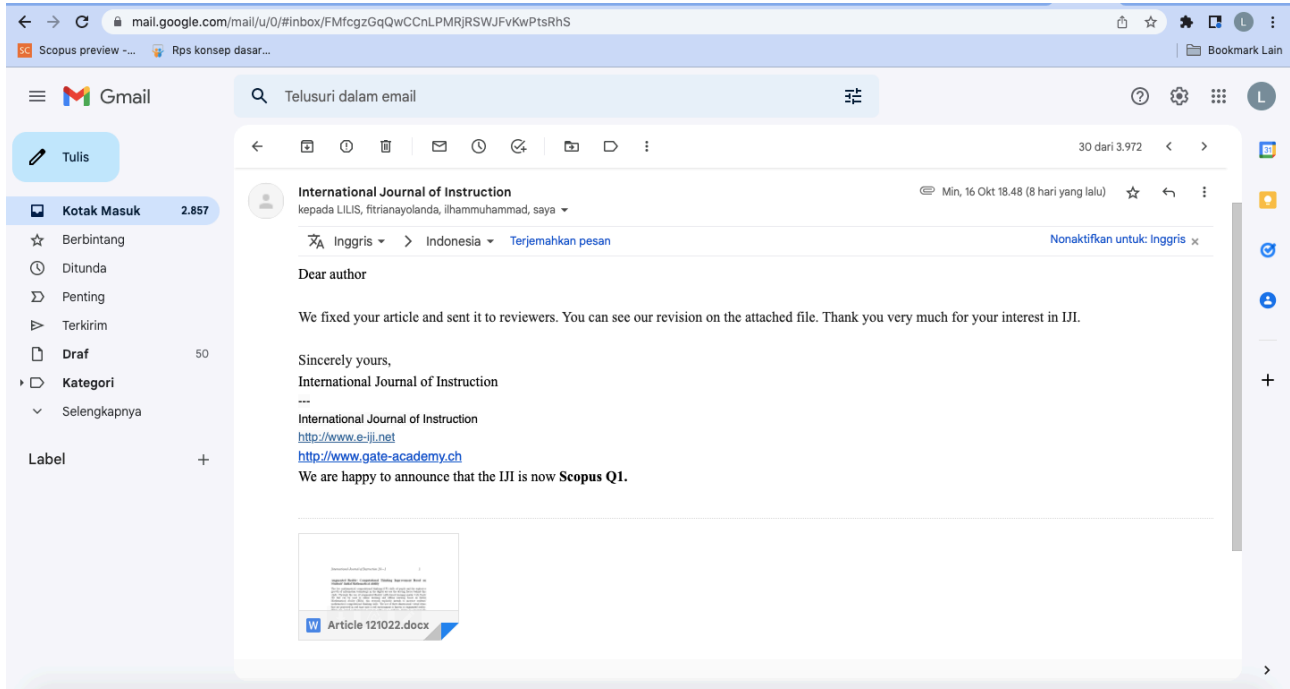 mail.google.com/mail/u/0/#inbox/FMfcgzGqQwCCnLPMRjRSWJFvKwPtsRhS
L
SC Scopus preview -...
Rps konsep dasar...
Bookmark Lain
Gmail
Telusuri dalam email
L
Tulis
30 dari 3.972
31
Kotak Masuk 2.857
Berbintang
Ditunda
Penting
Terkirim
Draf 50
Kategori
Selengkapnya
Label
International Journal of Instruction
Min, 16 Okt 18.48 (8 hari yang lalu)
kepada LILIS, fitrianayolanda, ilhammuhammad, saya
Inggris
Indonesia
Terjemahkan pesan
Nonaktifkan untuk: Inggris x
Dear author
We fixed your article and sent it to reviewers. You can see our revision on the attached file. Thank you very much for your interest in IJI.
Sincerely yours,
International Journal of Instruction
---
International Journal of Instruction
http://www.e-iji.net
http://www.gate-academy.ch
We are happy to announce that the IJI is now Scopus Q1.
W Article 121022.docx